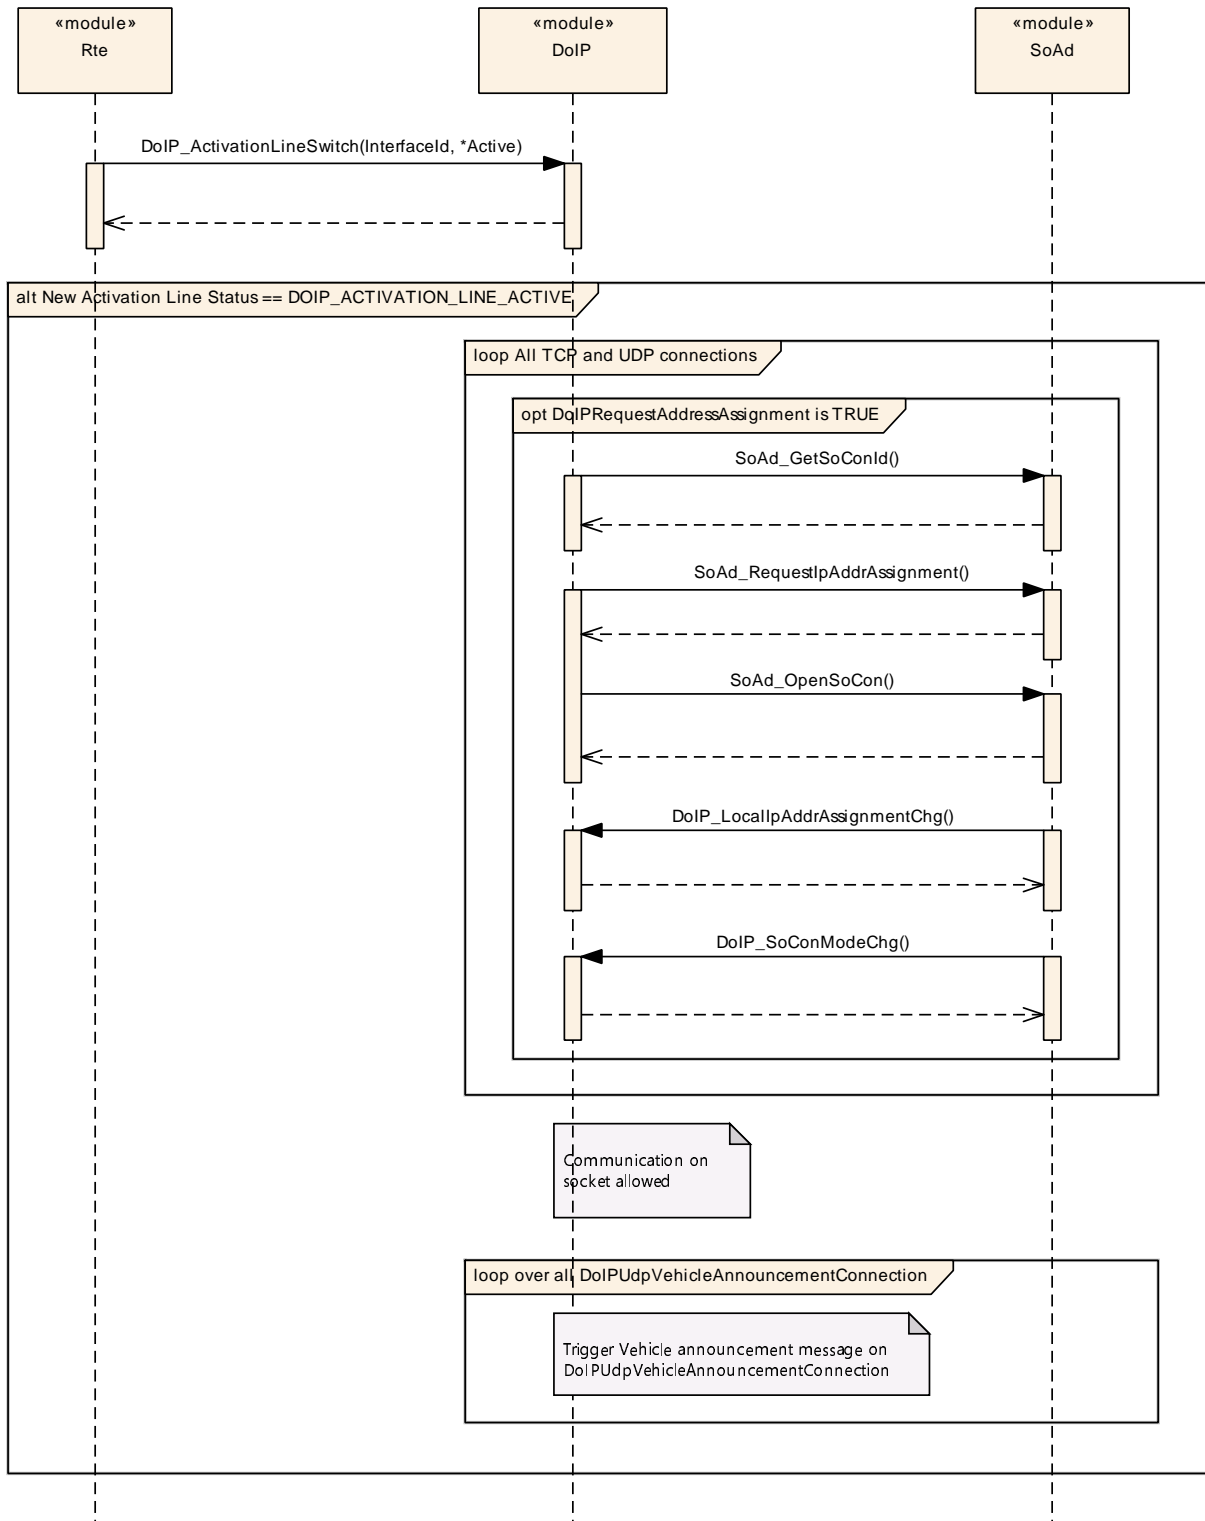 «module»
Rte
«module»
DoIP
«module»
SoAd
DoIP_ActivationLineSwitch(InterfaceId, *Active)
alt New Activation Line Status == DOIP_ACTIVATION_LINE_ACTIVE
loop All TCP and UDP connections
opt DoIPRequestAddressAssignment is TRUE
SoAd_GetSoConId()
SoAd_RequestIpAddrAssignment()
SoAd_OpenSoCon()
DoIP_LocalIpAddrAssignmentChg()
DoIP_SoConModeChg()
Communication on
socket allowed
loop over all DoIPUdpVehicleAnnouncementConnection
Trigger Vehicle announcement message on
DoIPUdpVehicleAnnouncementConnection